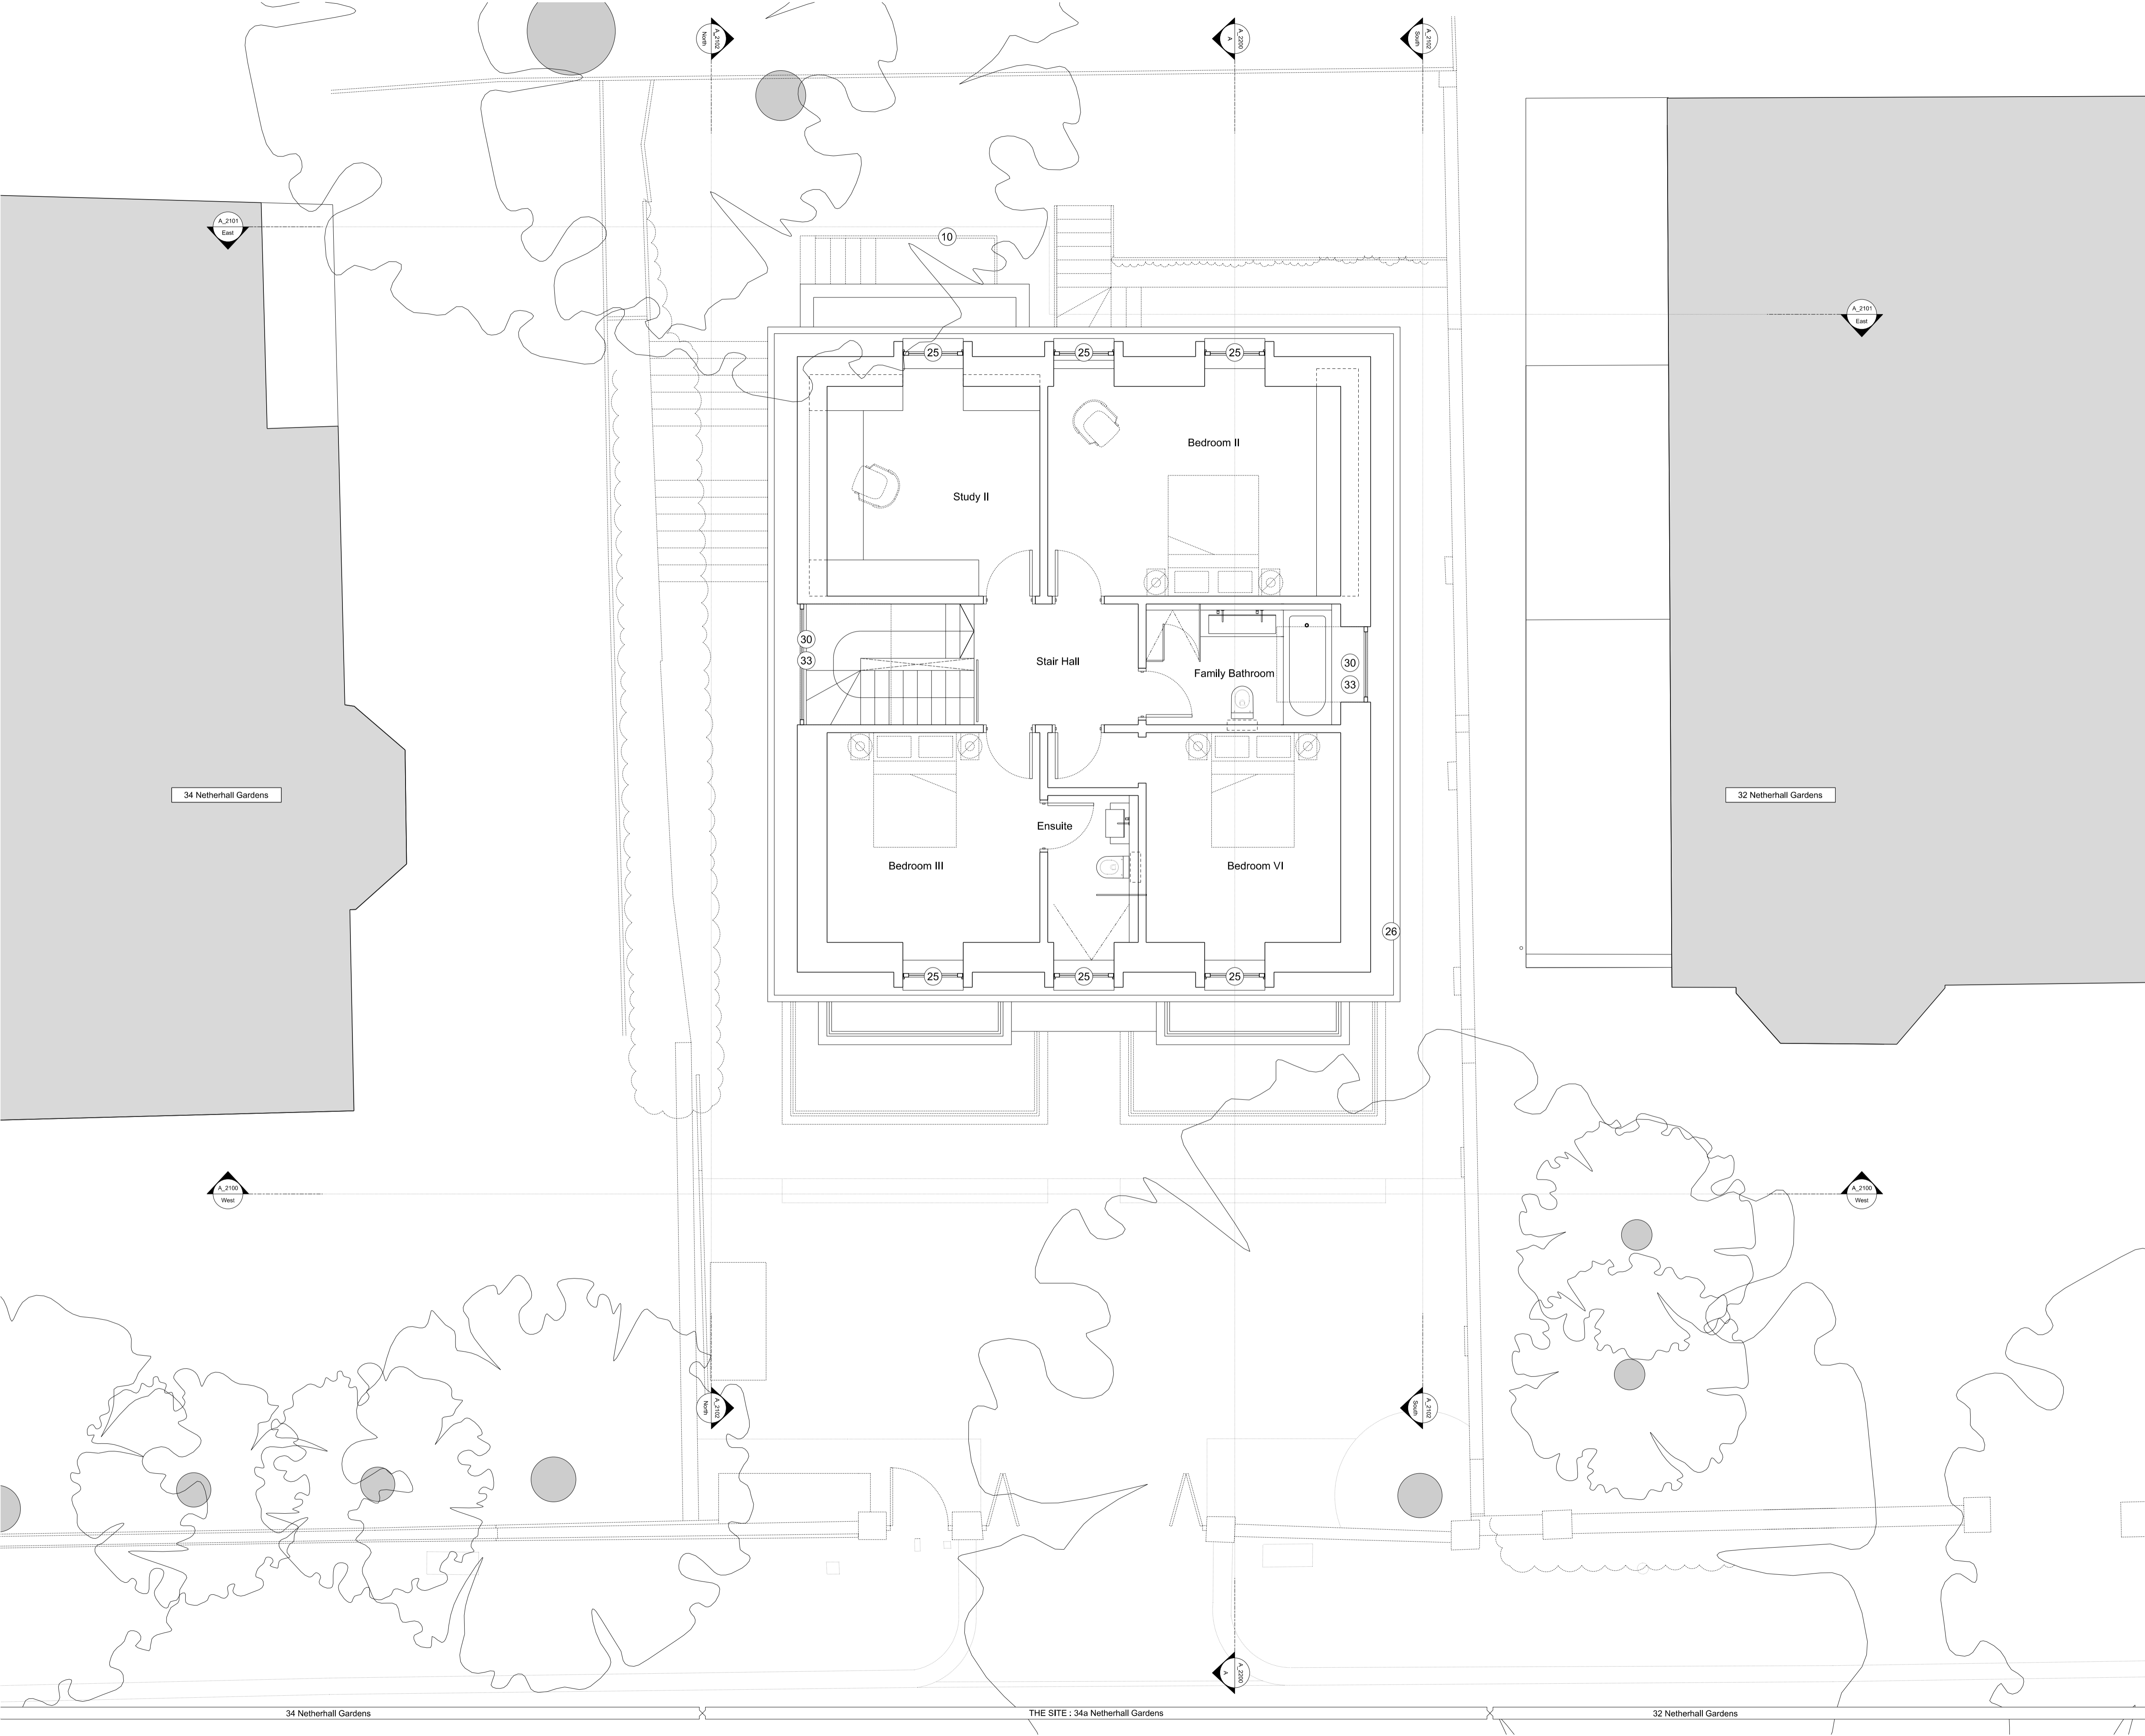 A_2102
North
A_2200
A
A_2102
South
A_2101
East
10
A_2101
East
25
25
25
Bedroom II
Study II
30
33
Stair Hall
Family Bathroom
30
33
34 Netherhall Gardens
32 Netherhall Gardens
Ensuite
Bedroom III
Bedroom VI
26
25
25
25
A_2100
West
A_2100
West
A_2102
North
A_2102
South
A_2200
A
34 Netherhall Gardens
THE SITE : 34a Netherhall Gardens
32 Netherhall Gardens